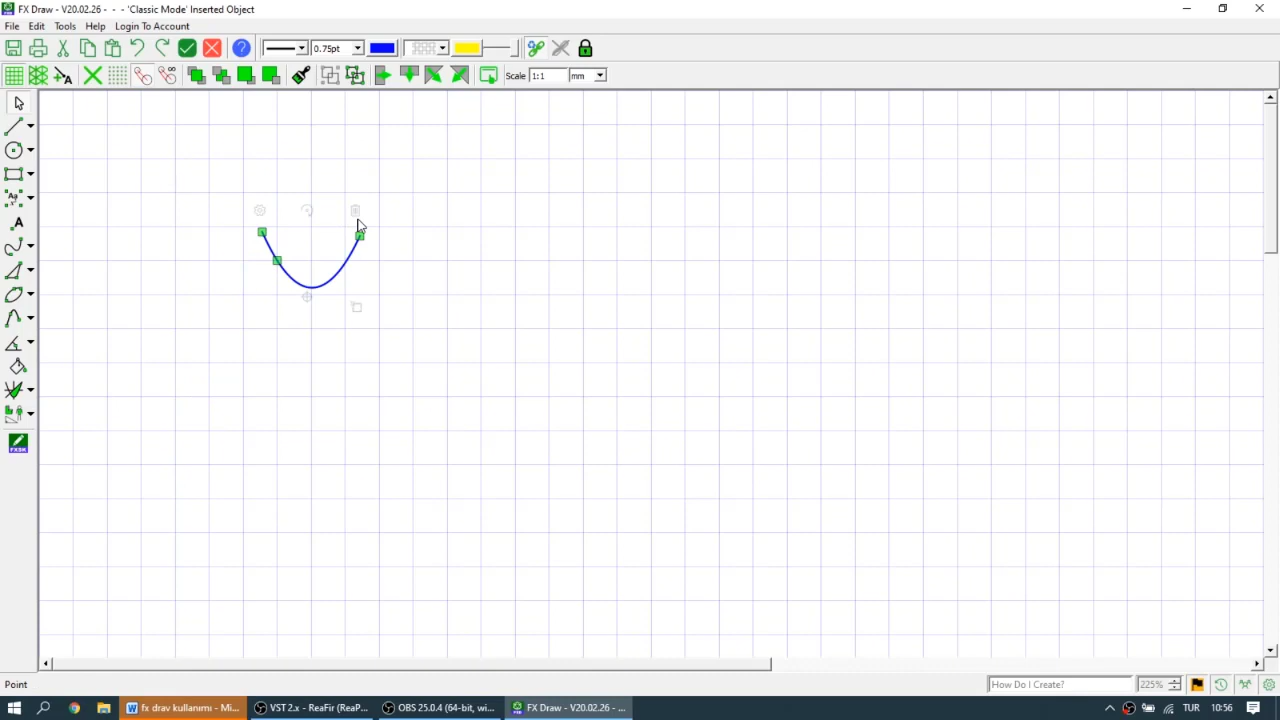 FX Draw - V20.02.26 - - - 'Classic Mode' Inserted Object
File Edit Tools Help Login To Account
0.75pt
Scale 1:1 mm
A
Point
How Do I Create? 225%
fx drav kullanımı - Mi... VST 2.x - ReaFir (ReaP... OBS 25.0.4 (64-bit, wi... FX Draw - V20.02.26 - ... TUR 10:56